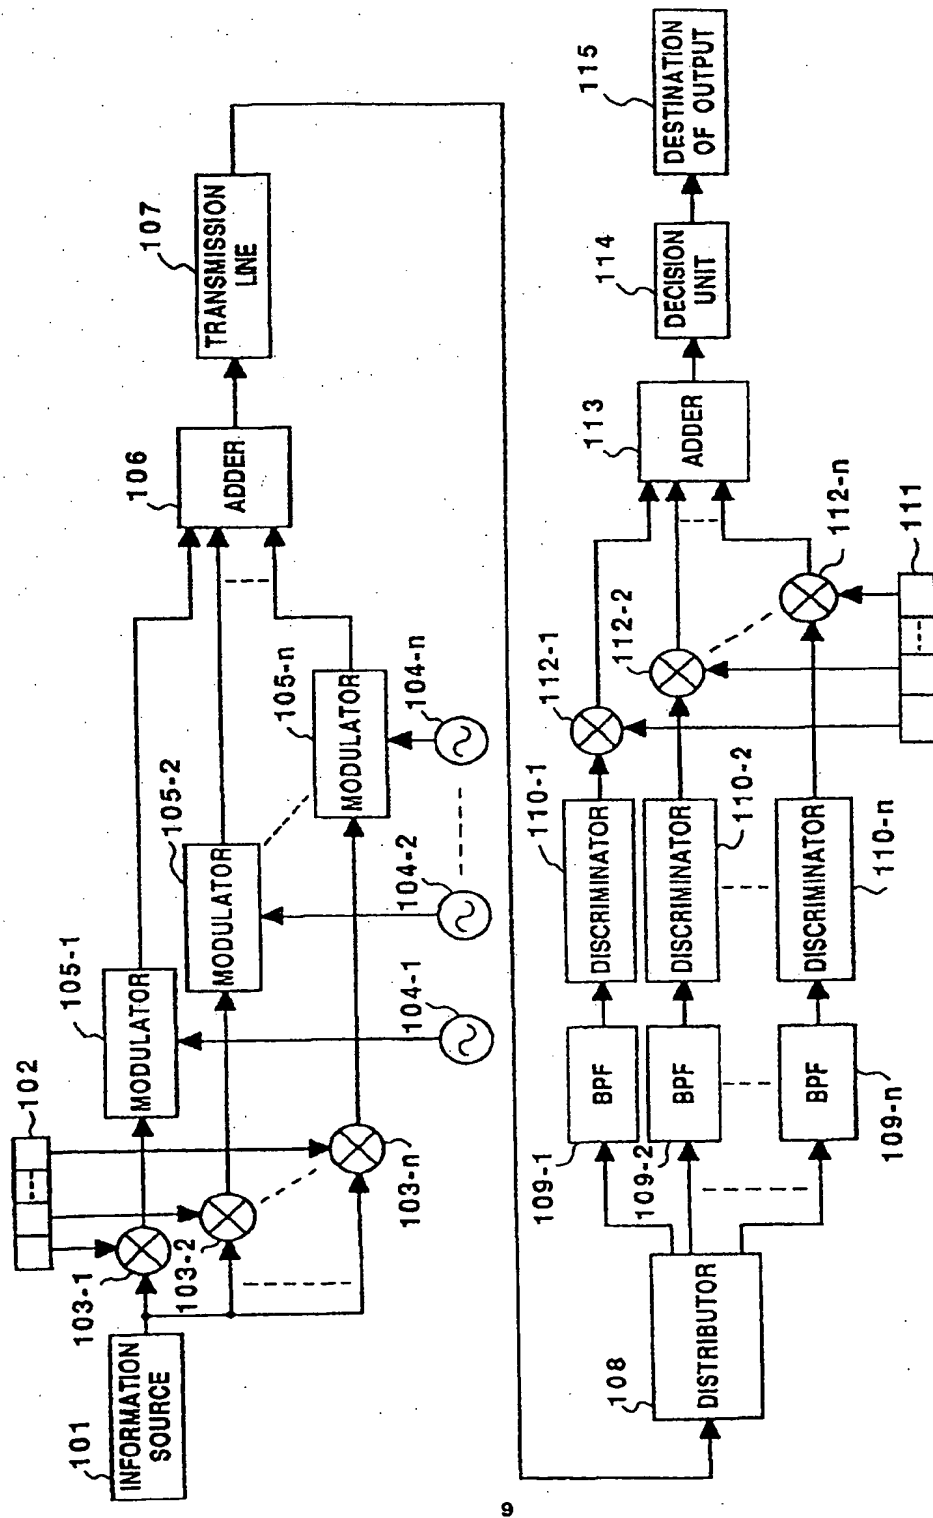 101
INFORMATION
SOURCE
102
103-1
103-2
103-n
104-1
104-2
104-n
105-1
MODULATOR
105-2
MODULATOR
105-n
MODULATOR
106
ADDER
107
TRANSMISSION
LINE
108
DISTRIBUTOR
109-1
BPF
109-2
BPF
109-n
BPF
110-1
DISCRIMINATOR
110-2
DISCRIMINATOR
110-n
DISCRIMINATOR
111
112-1
112-2
112-n
113
ADDER
114
DECISION
UNIT
115
DESTINATION
OF OUTPUT
9